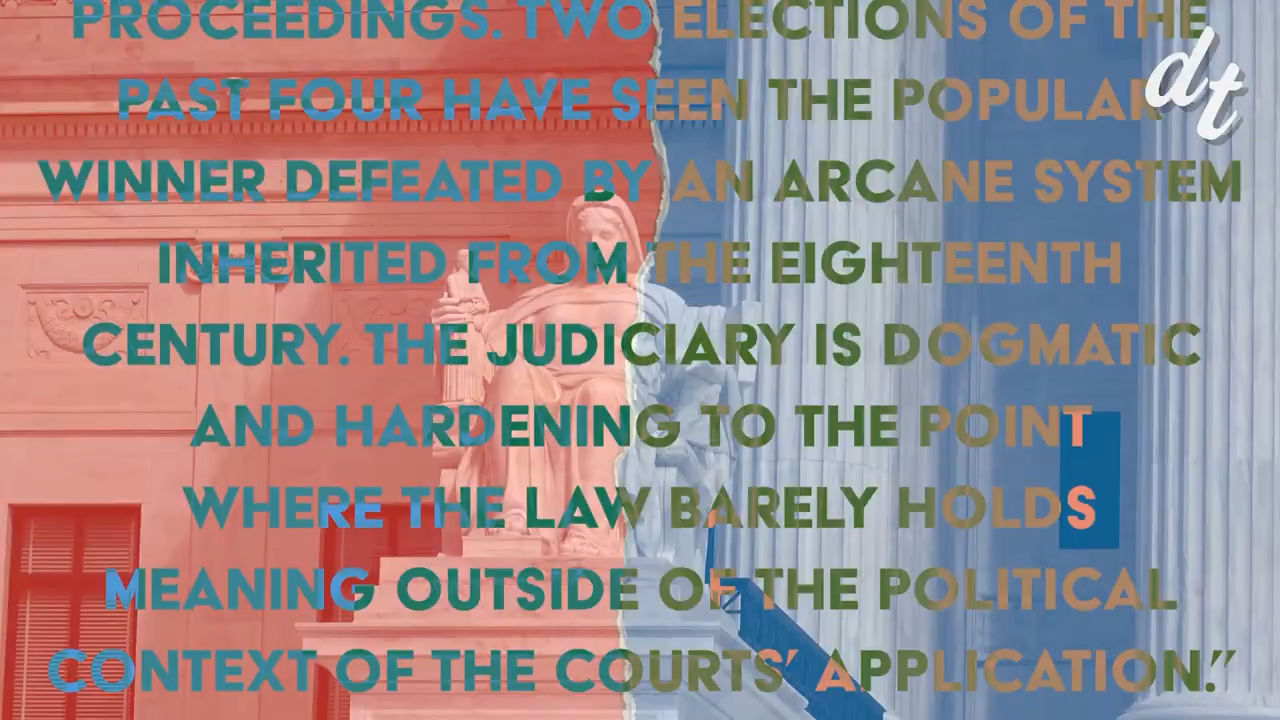 PROCEEDINGS. TWO ELECTIONS OF THE
PAST FOUR HAVE SEEN THE POPULAR
WINNER DEFEATED BY AN ARCANE SYSTEM
INHERITED FROM THE EIGHTEENTH
CENTURY. THE JUDICIARY IS DOGMATIC
AND HARDENING TO THE POINT
WHERE THE LAW BARELY HOLDS
MEANING OUTSIDE OF THE POLITICAL
CONTEXT OF THE COURTS’ APPLICATION.”
dt